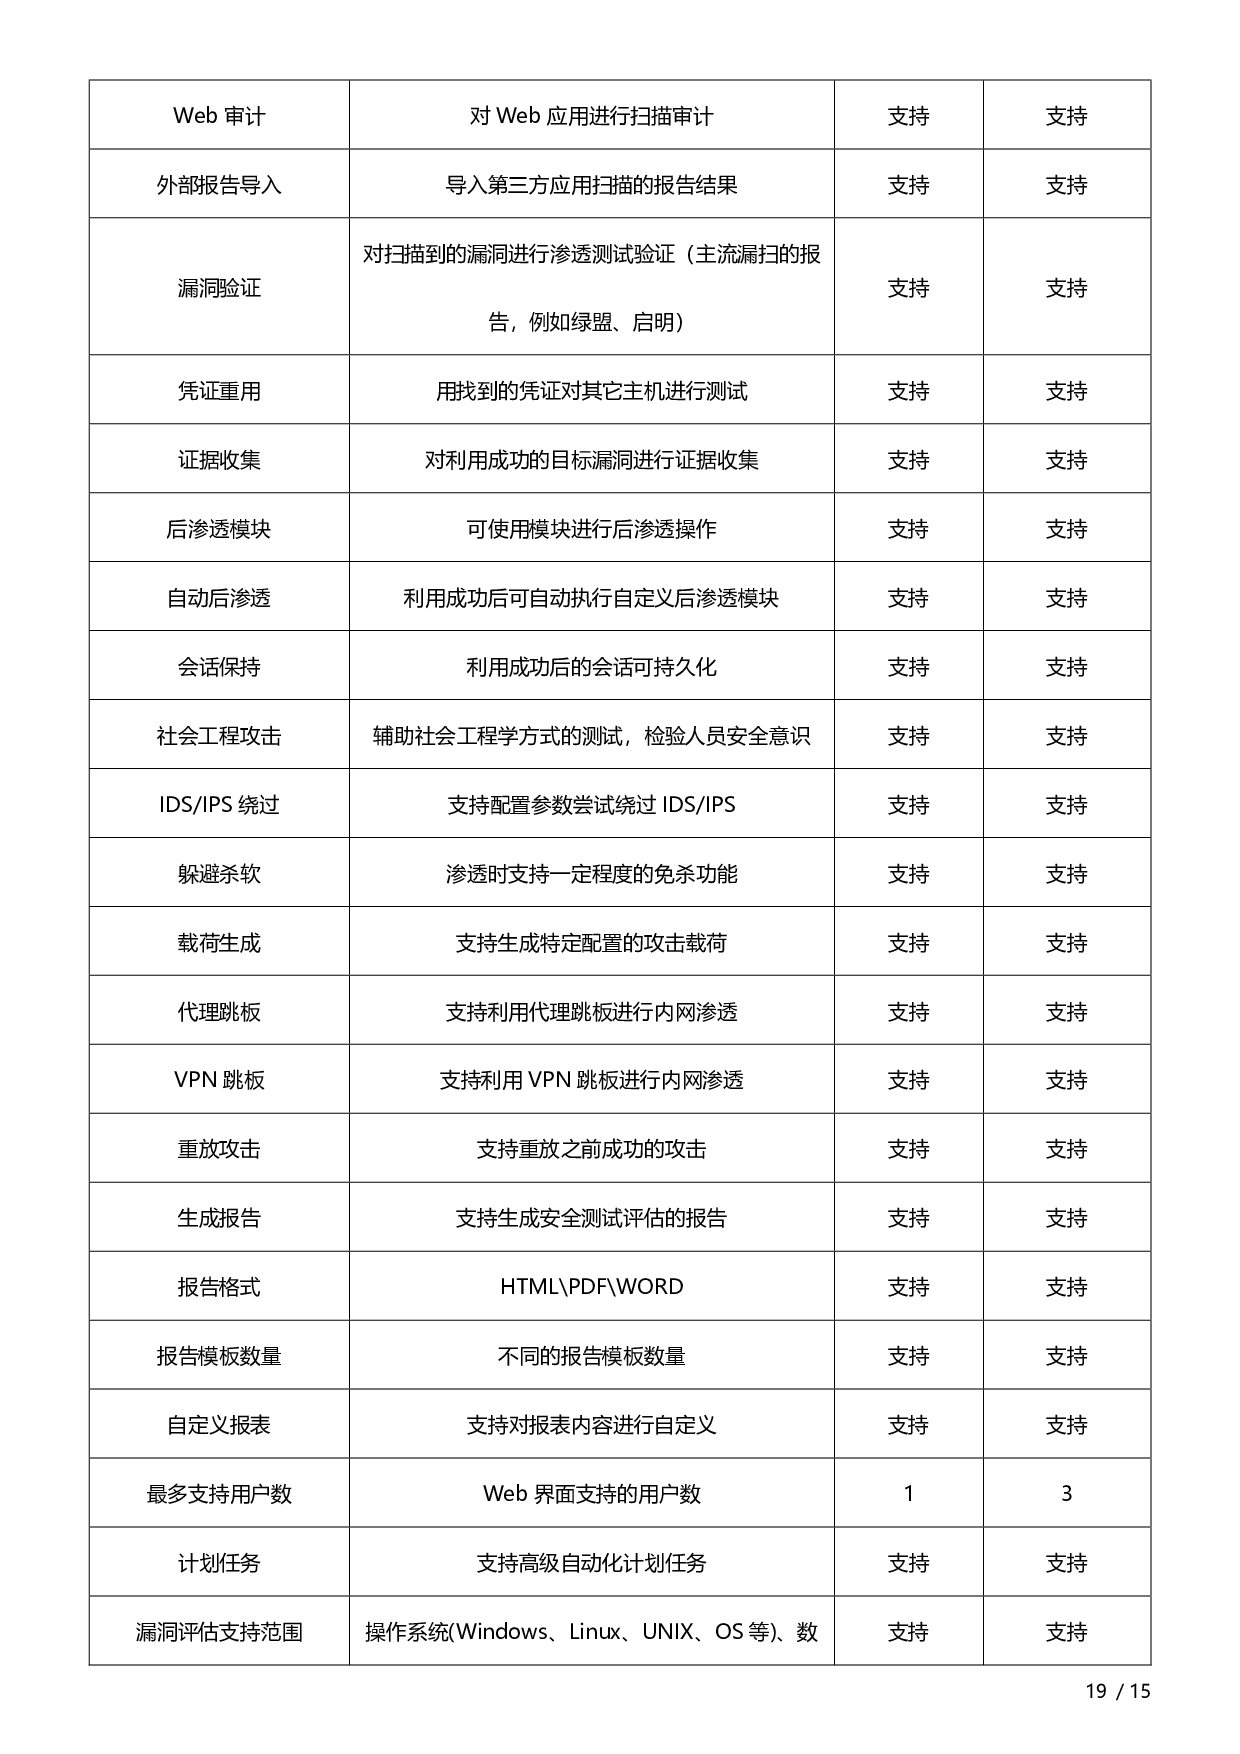 Web 审计 对 Web 应用进行扫描审计 支持 支持
外部报告导入 导入第三方应用扫描的报告结果 支持 支持
漏洞验证 对扫描到的漏洞进行渗透测试验证（主流漏扫的报 支持 支持
告，例如绿盟、启明）
凭证重用 用找到的凭证对其它主机进行测试 支持 支持
证据收集 对利用成功的目标漏洞进行证据收集 支持 支持
后渗透模块 可使用模块进行后渗透操作 支持 支持
自动后渗透 利用成功后可自动执行自定义后渗透模块 支持 支持
会话保持 利用成功后的会话可持久化 支持 支持
社会工程攻击 辅助社会工程学方式的测试，检验人员安全意识 支持 支持
IDS/IPS 绕过 支持配置参数尝试绕过 IDS/IPS 支持 支持
躲避杀软 渗透时支持一定程度的免杀功能 支持 支持
载荷生成 支持生成特定配置的攻击载荷 支持 支持
代理跳板 支持利用代理跳板进行内网渗透 支持 支持
VPN 跳板 支持利用 VPN 跳板进行内网渗透 支持 支持
重放攻击 支持重放之前成功的攻击 支持 支持
生成报告 支持生成安全测试评估的报告 支持 支持
报告格式 HTML\PDF\WORD 支持 支持
报告模板数量 不同的报告模板数量 支持 支持
自定义报表 支持对报表内容进行自定义 支持 支持
最多支持用户数 Web 界面支持的用户数 1 3
计划任务 支持高级自动化计划任务 支持 支持
漏洞评估支持范围 操作系统(Windows、Linux、UNIX、OS 等)、数 支持 支持
19 / 15